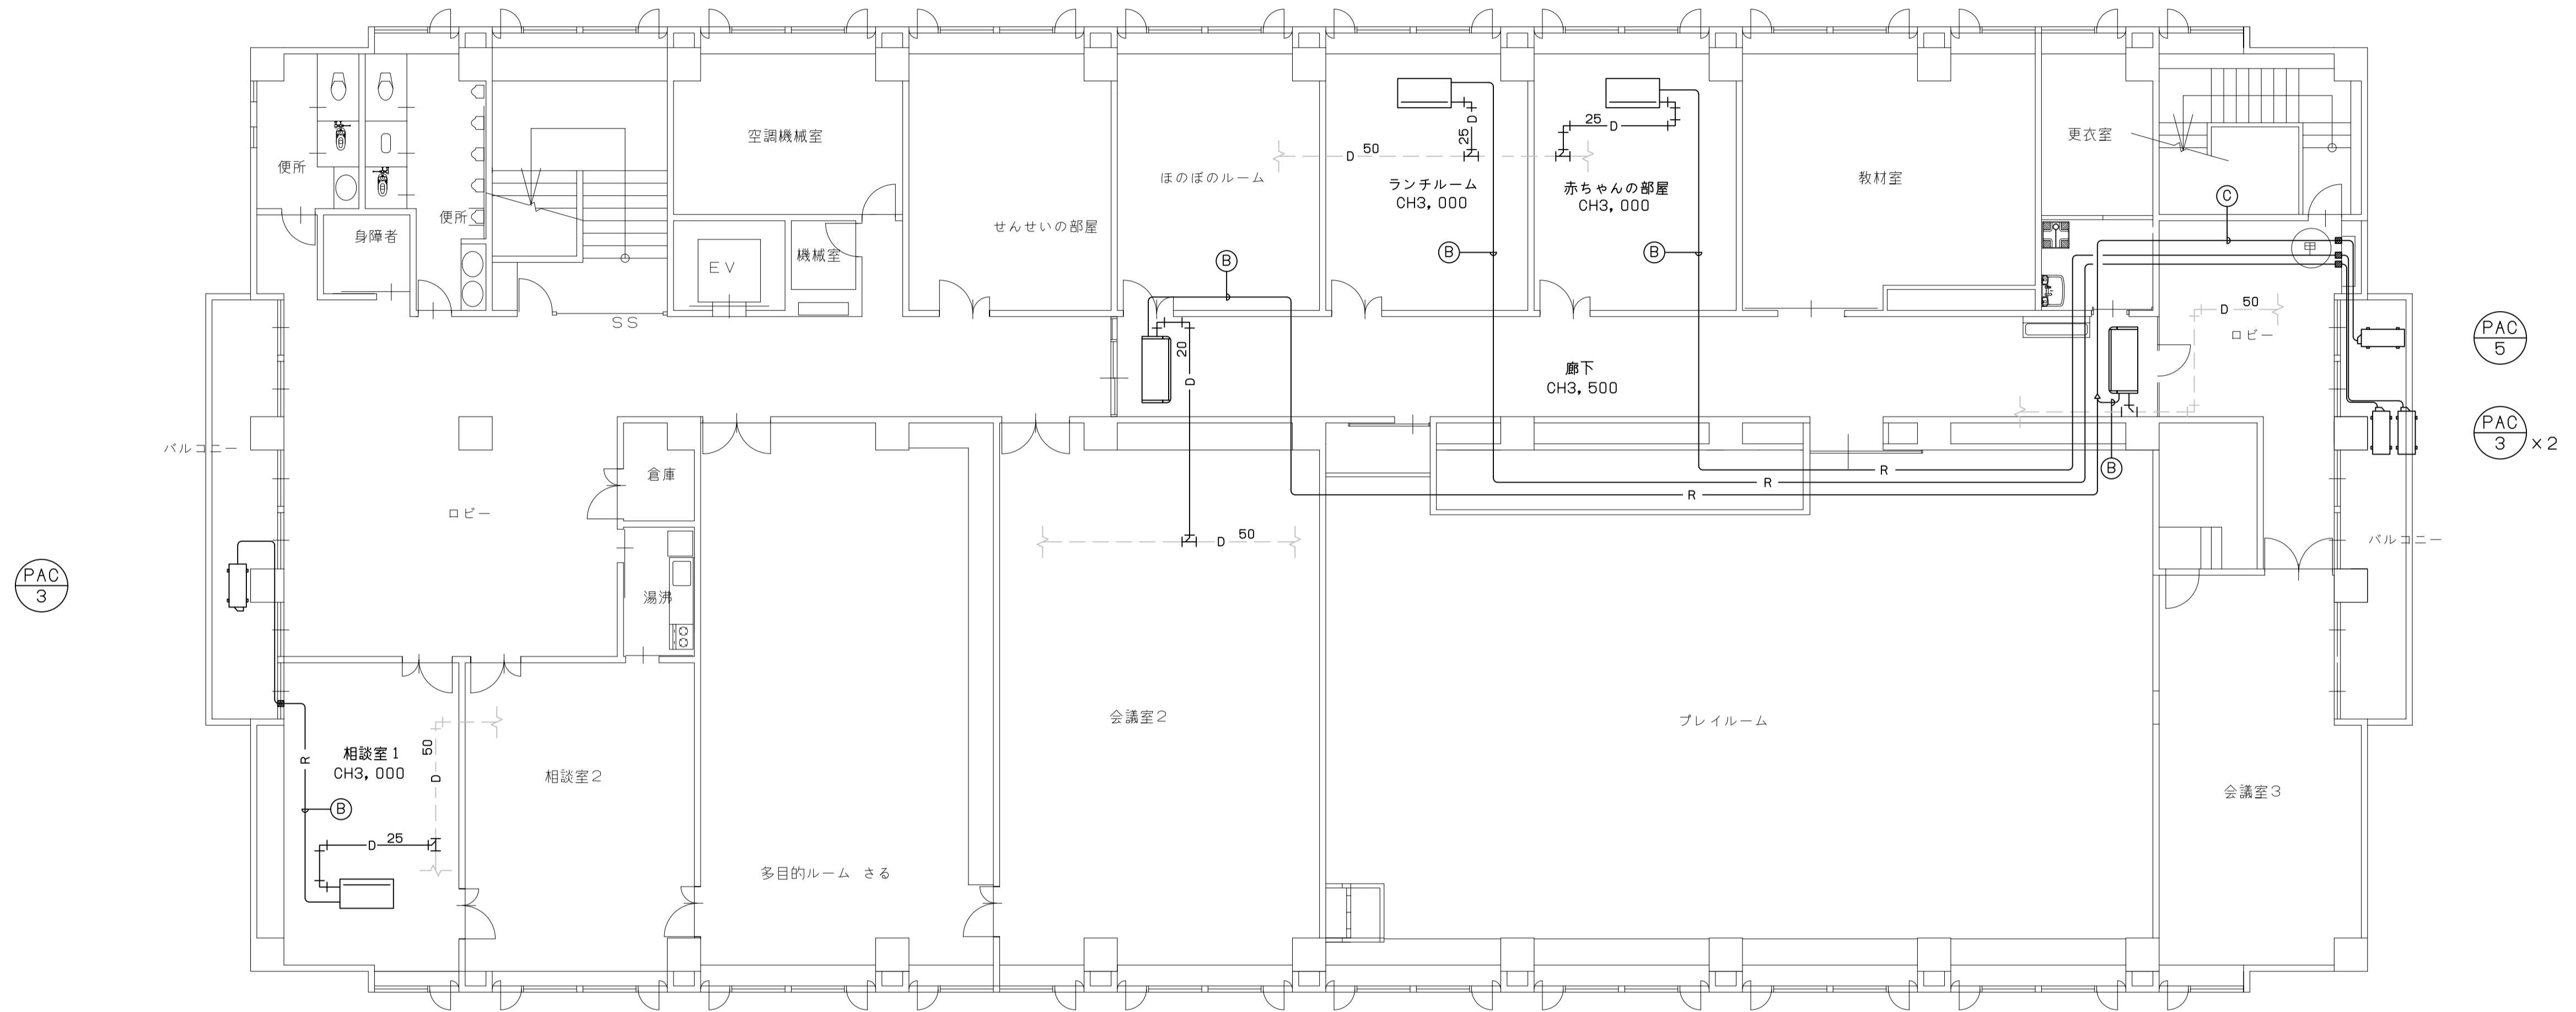 空調機械室
更衣室
便所
ほのぼのルーム
教材室
ランチルーム
CH3,000
赤ちゃんの部屋
CH3,000
D 50
25
D
25
D
便所
身障者
せんせいの部屋
機械室
EV
B
B
B
C
甲
SS
D 50
ロビー
PAC
5
20
D
廊下
CH3,500
バルコニー
PAC
3
×2
倉庫
R
R
R
B
ロビー
D 50
バルコニー
PAC
3
湯沸
会議室2
プレイルーム
50
D
R
相談室1
CH3,000
相談室2
会議室3
B
D 25
多目的ルーム さる